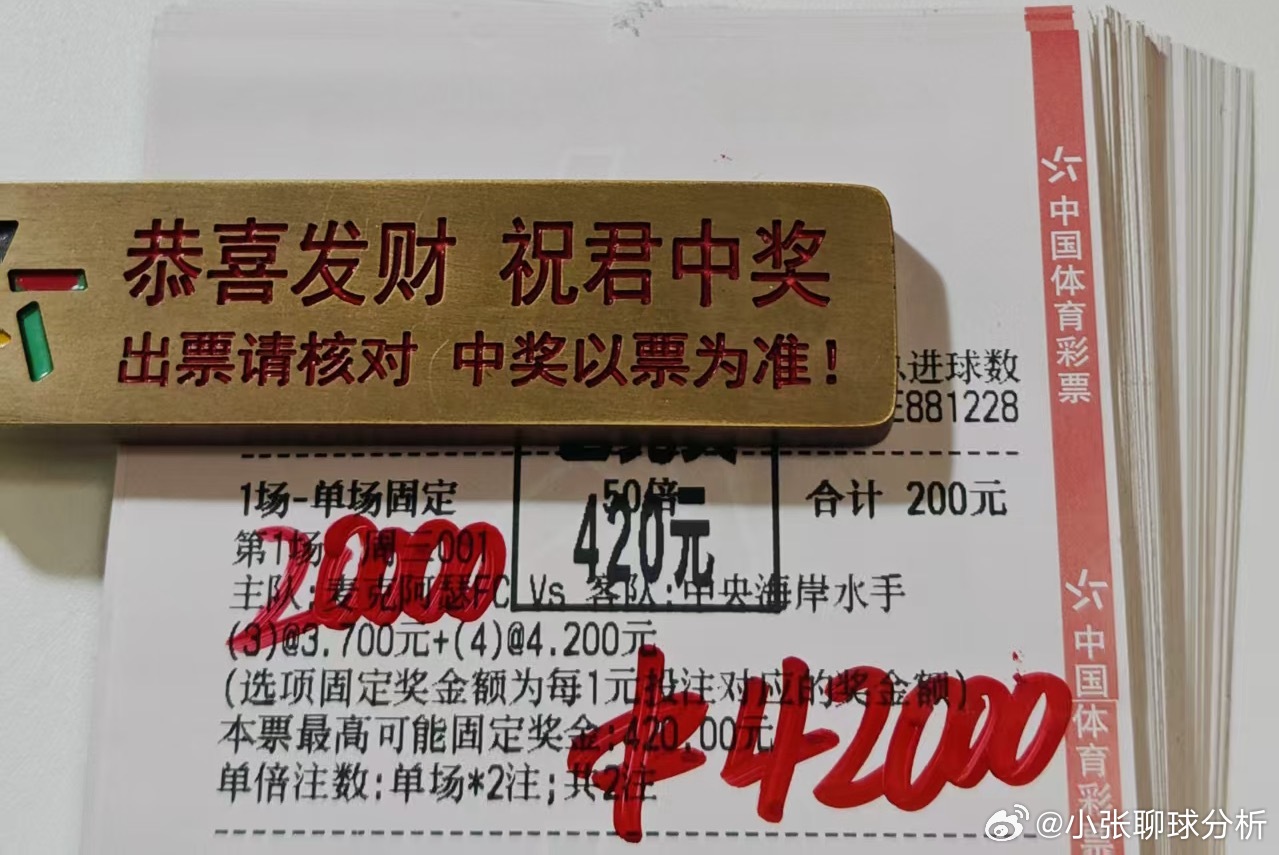 恭喜发财 祝君中奖
出票请核对 中奖以票为准！
进球数
E881228
1场-单场固定 50倍 合计 200元
420元
第1场 周三001
20000
主队:麦克阿瑟FC Vs 客队:中央海岸水手
(3)@3.700元+(4)@4.200元
(选项固定奖金额为每1元投注对应的奖金额)
本票最高可能固定奖金:420.00元
中42000
单倍注数:单场*2注;共2注
中国体育彩票
中国体育彩票
@小张聊球分析